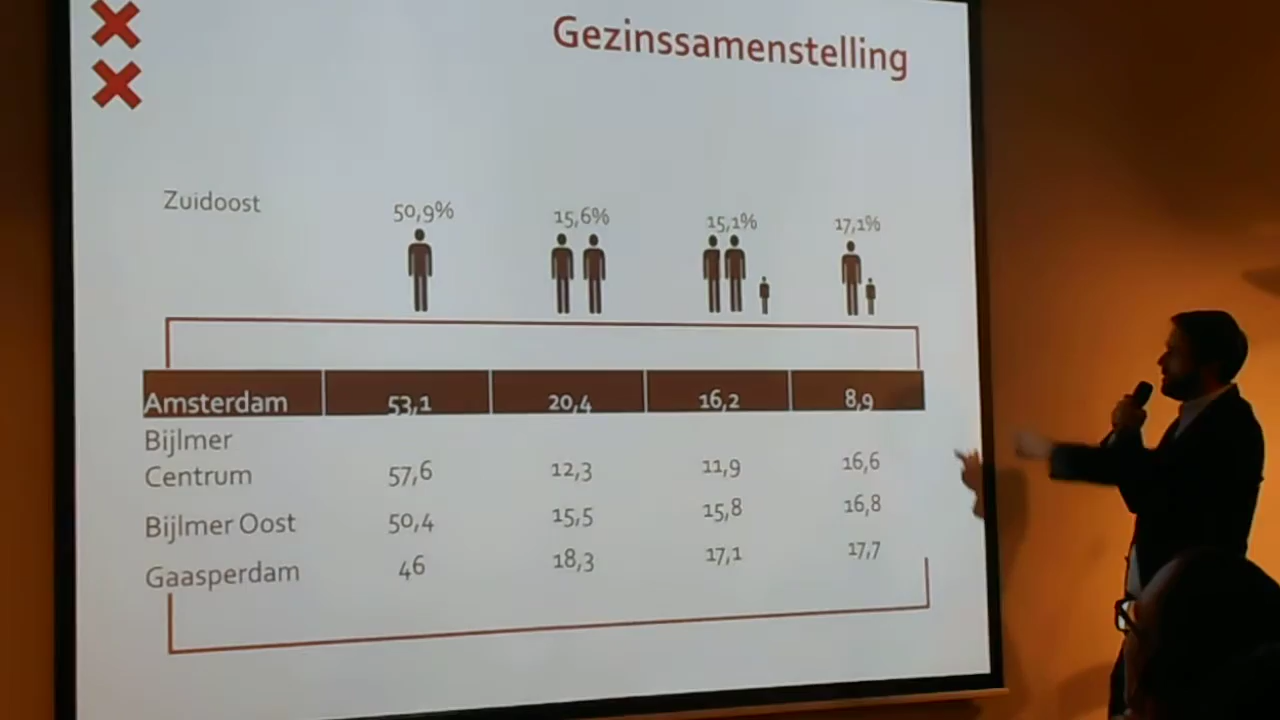 Gezinssamenstelling
Zuidoost 50,9% 15,6% 15,1% 17,1%
Amsterdam 53,1 20,4 16,2 8,9
Bijlmer
Centrum 57,6 12,3 11,9 16,6
Bijlmer Oost 50,4 15,5 15,8 16,8
Gaasperdam 46 18,3 17,1 17,7